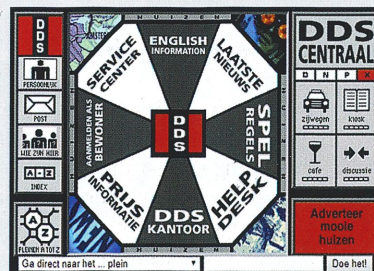 DDS
PERSOONLIJK
POST
WIE ZIJN HIER
A-Z
INDEX
PLEINEN A TOT Z
HUIZEN
SERVICE
CENTER
ENGLISH
INFORMATION
LAATSTE
NIEUWS
AANMELDEN ALS
BEWONER
DDS
SPEL
REGELS
PRIJS
INFORMATIE
DDS
KANTOOR
HELP
DESK
HUIZEN
DDS
CENTRAAL
D N P X
zijwegen
kiosk
cafe
discussie
Adverteer
mooie
huizen
Ga direct naar het ... plein
Doe het!